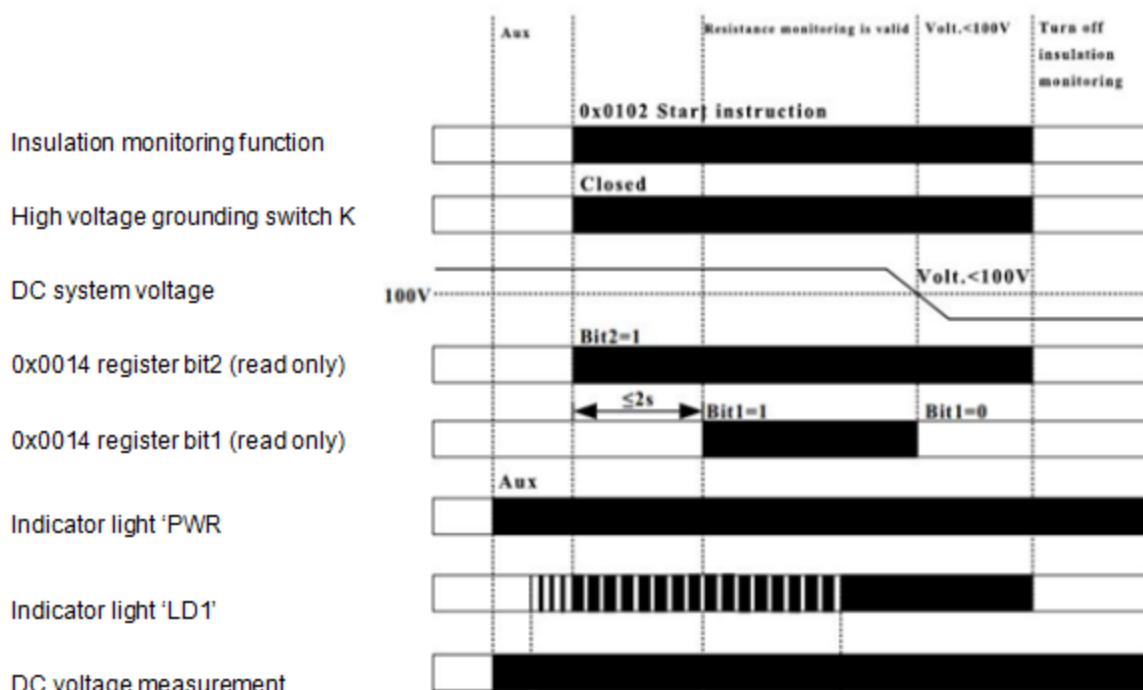 Aux
Resistance monitoring is valid
Volt.<100V
Turn off
insulation
monitoring
0x0102 Start instruction
Insulation monitoring function
Closed
High voltage grounding switch K
DC system voltage
100V
Volt.<100V
Bit2=1
0x0014 register bit2 (read only)
≤2s
Bit1=1
Bit1=0
0x0014 register bit1 (read only)
Aux
Indicator light ‘PWR
Indicator light ‘LD1’
DC voltage measurement